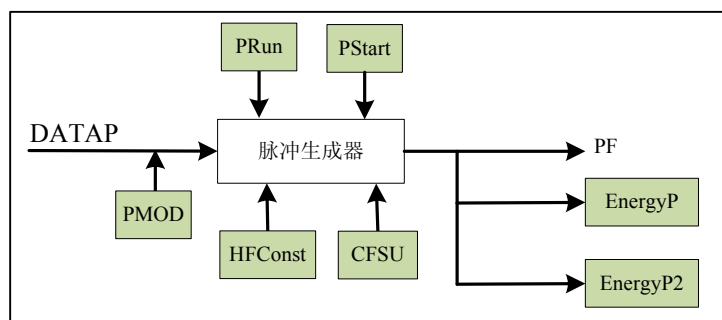 PRun
PStart
DATAP
脉冲生成器
PF
PMOD
EnergyP
HFConst
CFSU
EnergyP2